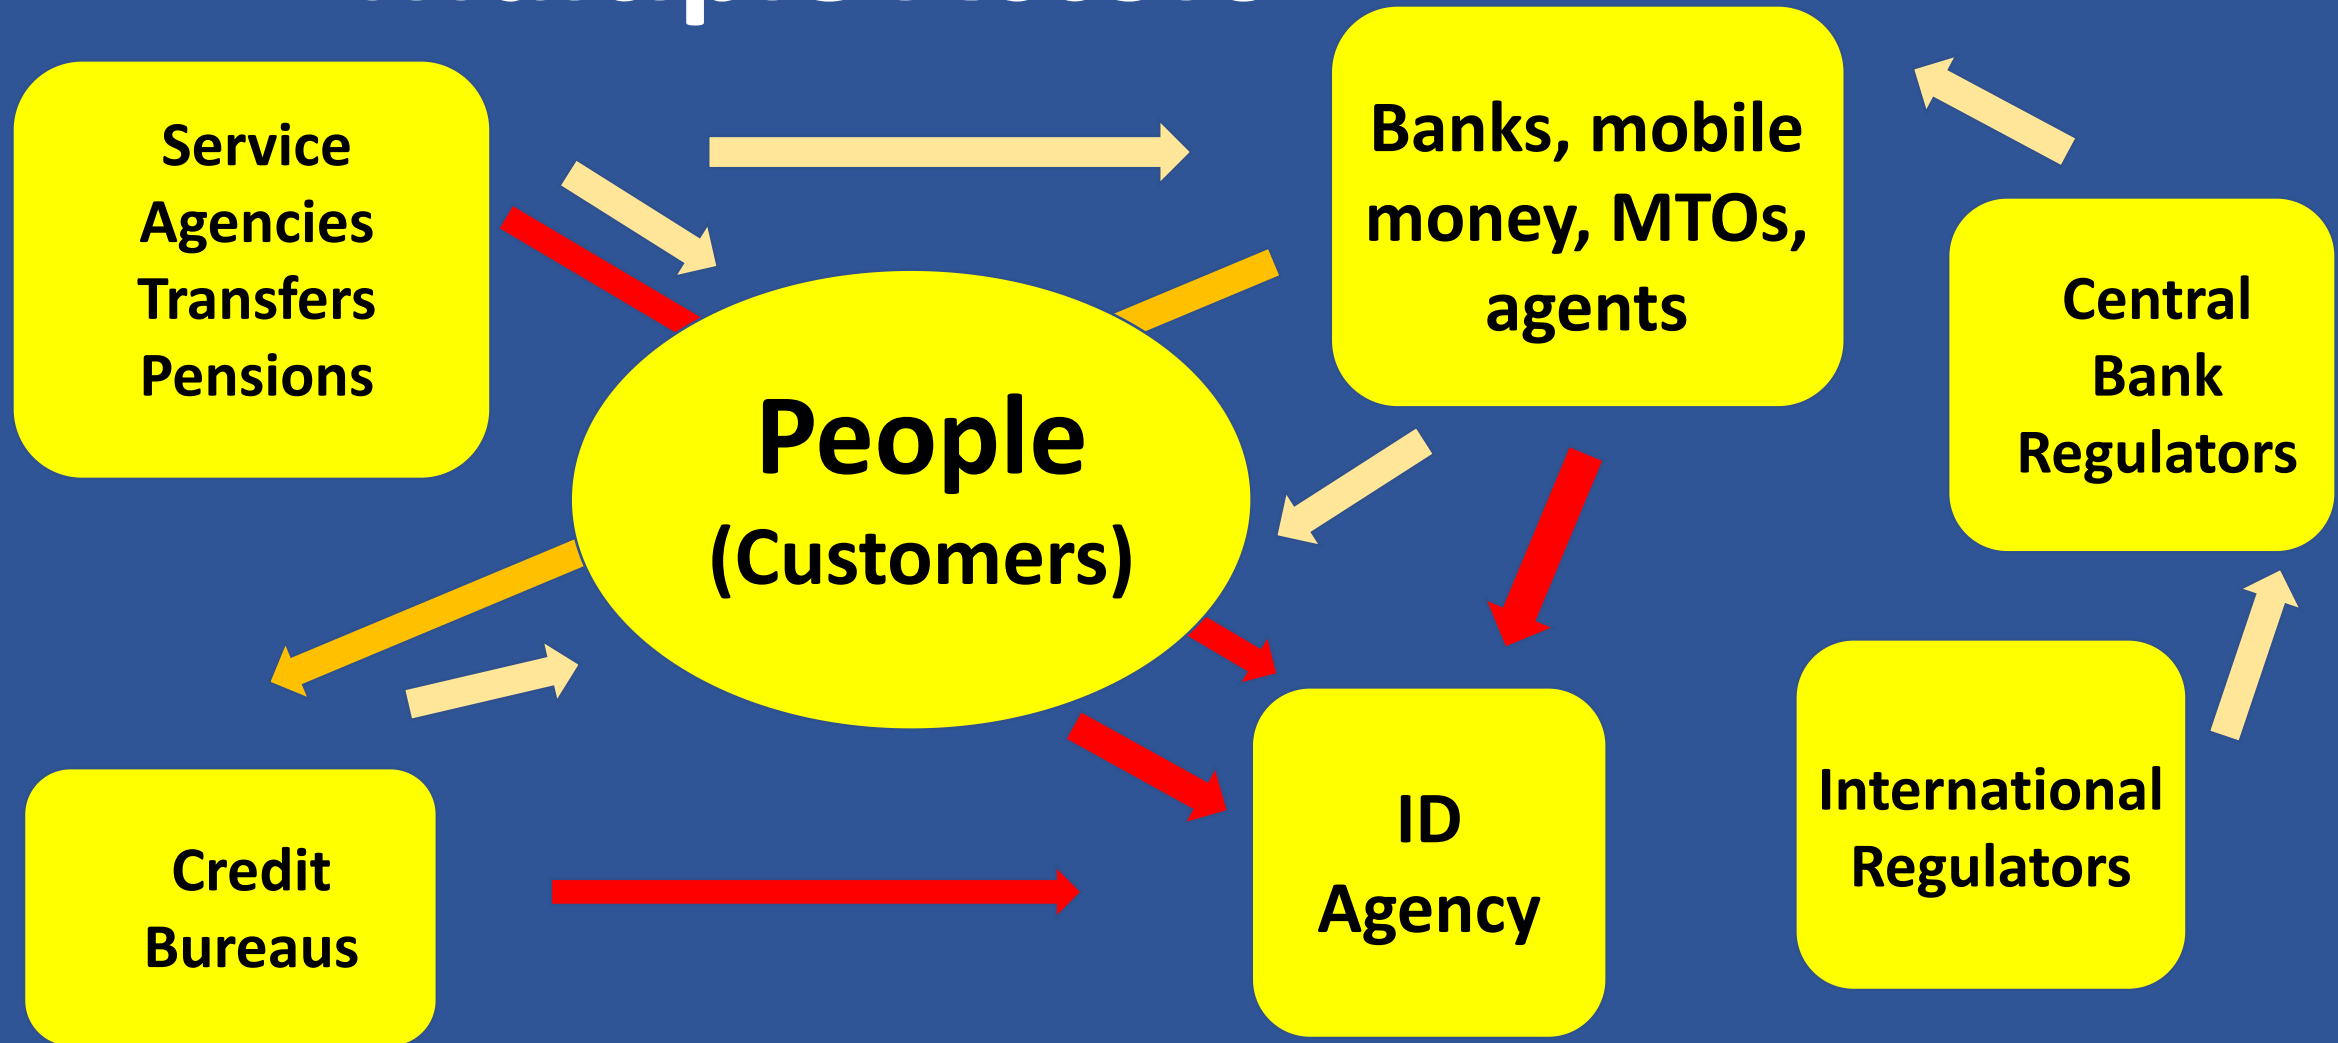 Service
Agencies
Transfers
Pensions
Banks, mobile
money, MTOs,
agents
Central
Bank
Regulators
People
(Customers)
Credit
Bureaus
ID
Agency
International
Regulators